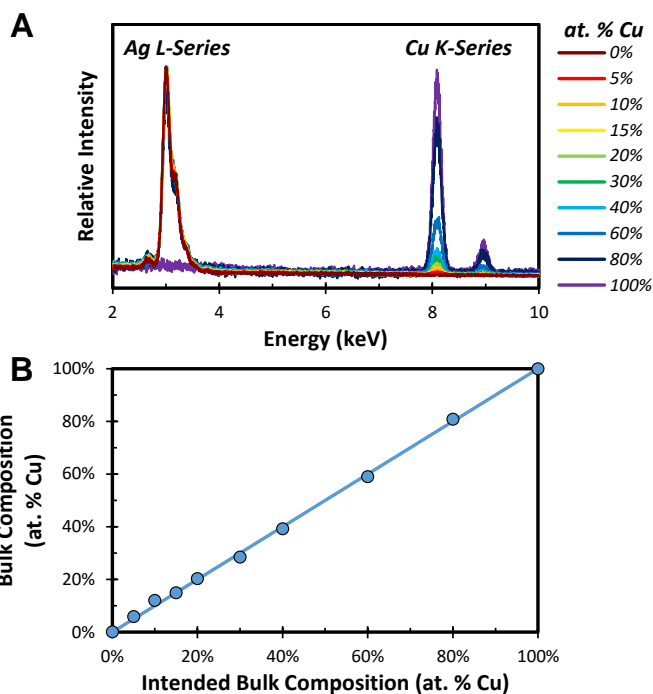 A
Ag L-Series
Cu K-Series
at. % Cu
0%
5%
10%
15%
20%
30%
40%
60%
80%
100%
Relative Intensity
2
4
6
8
10
Energy (keV)
B
Bulk Composition
(at. % Cu)
100%
80%
60%
40%
20%
0%
0%
20%
40%
60%
80%
100%
Intended Bulk Composition (at. % Cu)